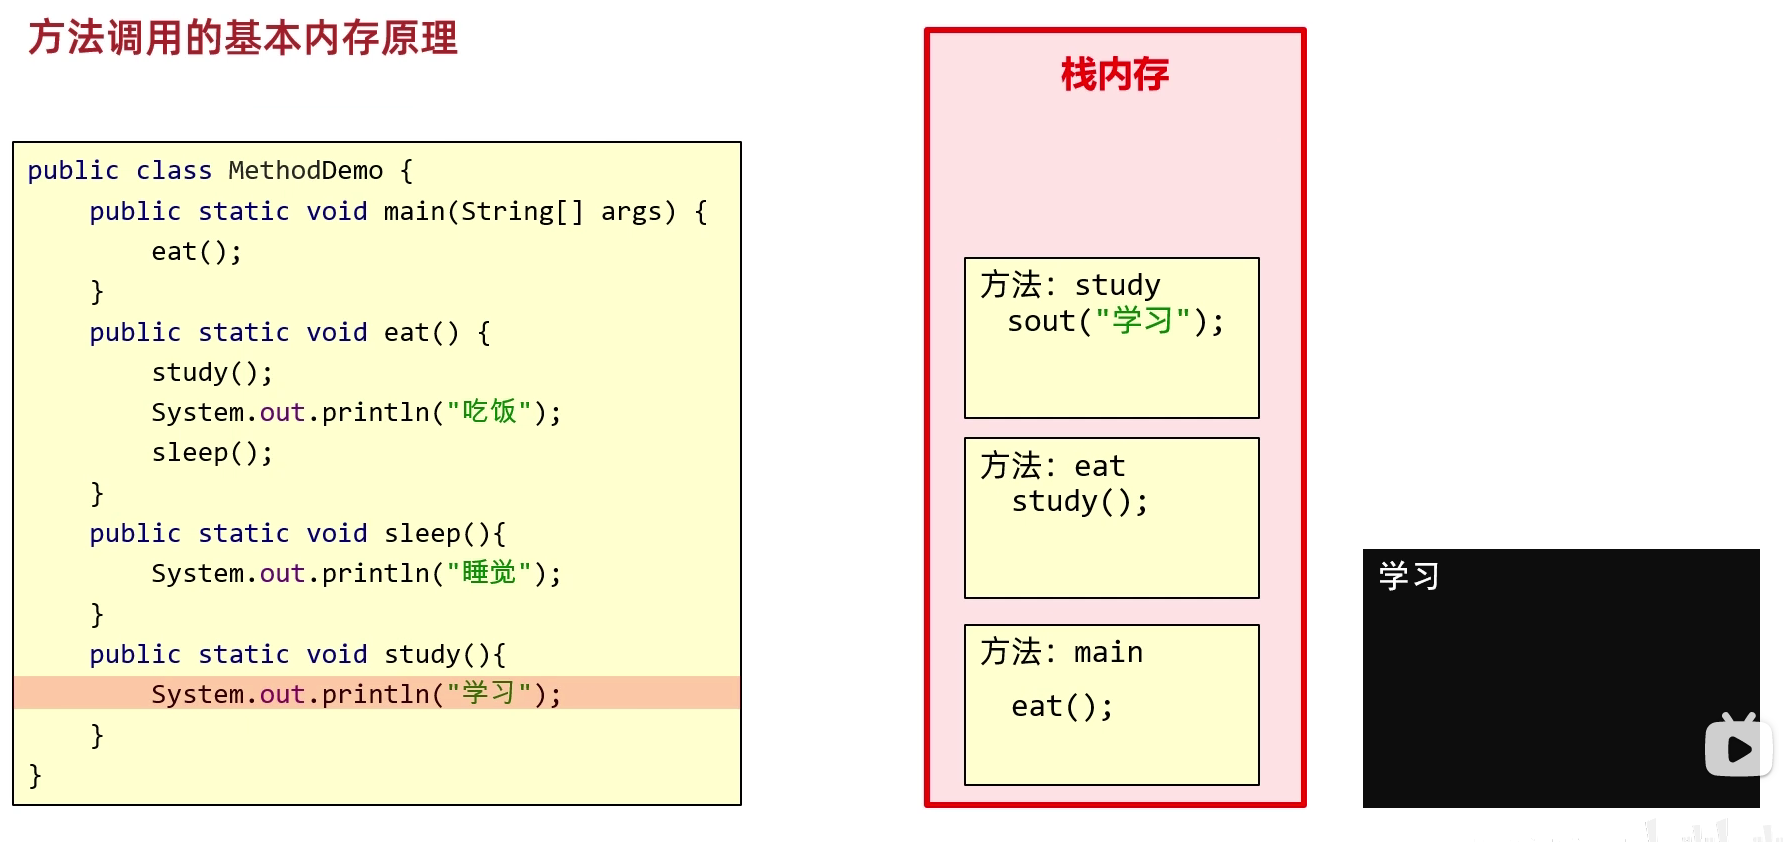 方法调用的基本内存原理
public class MethodDemo {
    public static void main(String[] args) {
        eat();
    }
    public static void eat() {
        study();
        System.out.println("吃饭");
        sleep();
    }
    public static void sleep(){
        System.out.println("睡觉");
    }
    public static void study(){
        System.out.println("学习");
    }
}
栈内存
方法：study
sout("学习");
方法：eat
study();
方法：main
eat();
学习